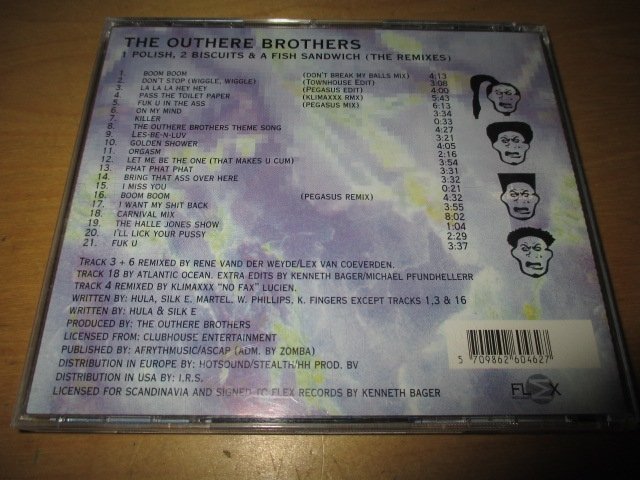 THE OUTHERE BROTHERS
1 POLISH, 2 BISCUITS & A FISH SANDWICH (THE REMIXES)
1. BOOM BOOM (DON'T BREAK MY BALLS MIX) 4:13
2. DON'T STOP (WIGGLE, WIGGLE) (TOWNHOUSE EDIT) 3:08
3. LA LA LA HEY HEY (PEGASUS EDIT) 4:00
4. PASS THE TOILET PAPER (KLIMAXXX RMX) 5:43
5. FUK U IN THE ASS (PEGASUS MIX) 6:13
6. ON MY MIND 3:34
7. KILLER 0:33
8. THE OUTHERE BROTHERS THEME SONG 4:27
9. LES-BE-N-LUV 3:21
10. GOLDEN SHOWER 4:05
11. ORGASM 2:16
12. LET ME BE THE ONE (THAT MAKES U CUM) 3:54
13. PHAT PHAT PHAT 3:31
14. BRING THAT ASS OVER HERE 3:32
15. I MISS YOU 0:21
16. BOOM BOOM (PEGASUS REMIX) 4:32
17. I WANT MY SHIT BACK 3:55
18. CARNIVAL MIX 8:02
19. THE HALLE JONES SHOW 1:04
20. I'LL LICK YOUR PUSSY 2:29
21. FUK U 3:37
TRACK 3 + 6 REMIXED BY RENE VAND DER WEYDE/LEX VAN COEVERDEN.
TRACK 18 BY ATLANTIC OCEAN. EXTRA EDITS BY KENNETH BAGER/MICHAEL PFUNDHELLERR
TRACK 4 REMIXED BY KLIMAXXX "NO FAX" LUCIEN.
WRITTEN BY: HULA, SILK E. MARTEL. W. PHILLIPS, K. FINGERS EXCEPT TRACKS 1,3 & 16
WRITTEN BY: HULA & SILK E
PRODUCED BY: THE OUTHERE BROTHERS
LICENSED FROM: CLUBHOUSE ENTERTAINMENT
PUBLISHED BY: AFRYTHMUSIC/ASCAP (ADM. BY ZOMBA)
DISTRIBUTION IN EUROPE BY: HOTSOUND/STEALTH/HH PROD. BV
DISTRIBUTION IN USA BY: I.R.S.
LICENSED FOR SCANDINAVIA AND SIGNED TO FLEX RECORDS BY KENNETH BAGER
5 709862 604627
FLEX